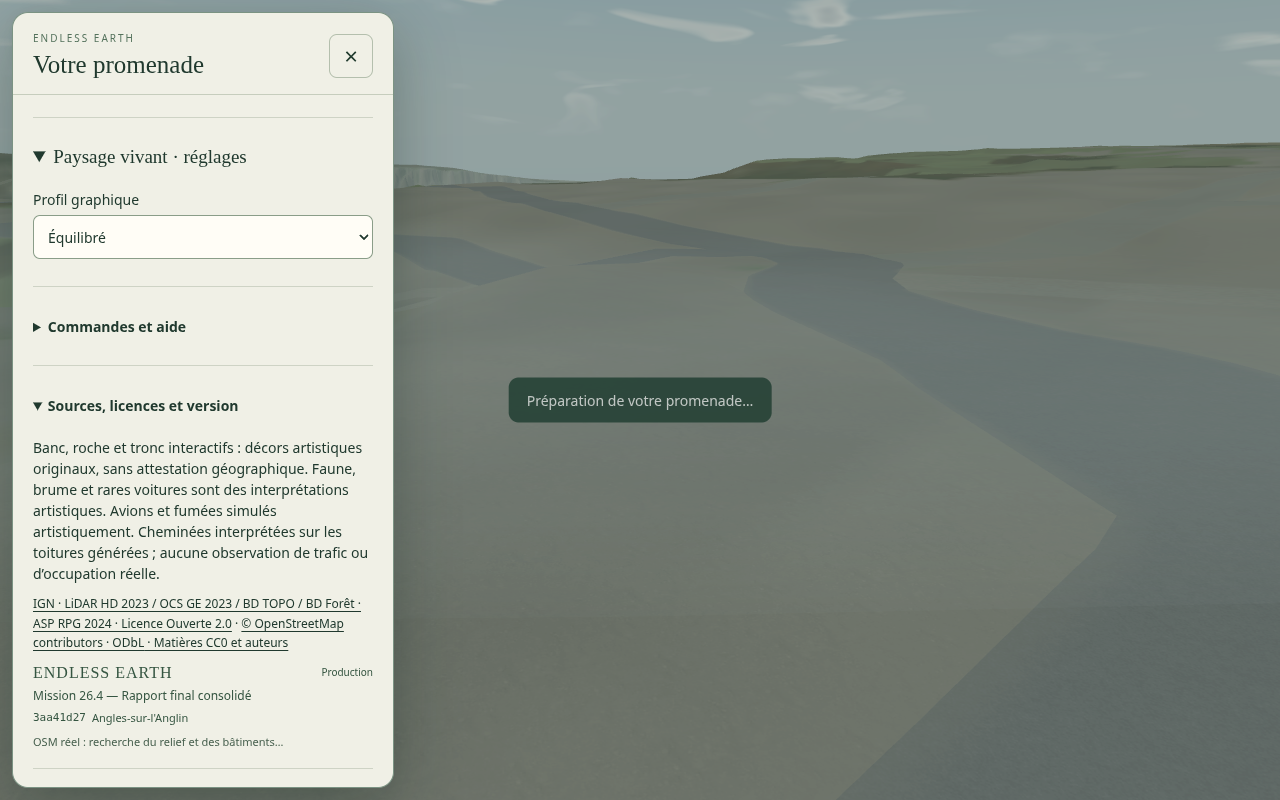 ENDLESS EARTH
Votre promenade
✕
▼ Paysage vivant · réglages
Profil graphique
Équilibré
▶ Commandes et aide
▼ Sources, licences et version
Banc, roche et tronc interactifs : décors artistiques
originaux, sans attestation géographique. Faune,
brume et rares voitures sont des interprétations
artistiques. Avions et fumées simulés
artistiquement. Cheminées interprétées sur les
toitures générées ; aucune observation de trafic ou
d’occupation réelle.
IGN · LiDAR HD 2023 / OCS GE 2023 / BD TOPO / BD Forêt ·
ASP RPG 2024 · Licence Ouverte 2.0 · © OpenStreetMap
contributors · ODbL · Matières CC0 et auteurs
ENDLESS EARTH Production
Mission 26.4 — Rapport final consolidé
3aa41d27 Angles-sur-l’Anglin
OSM réel : recherche du relief et des bâtiments…
Préparation de votre promenade…